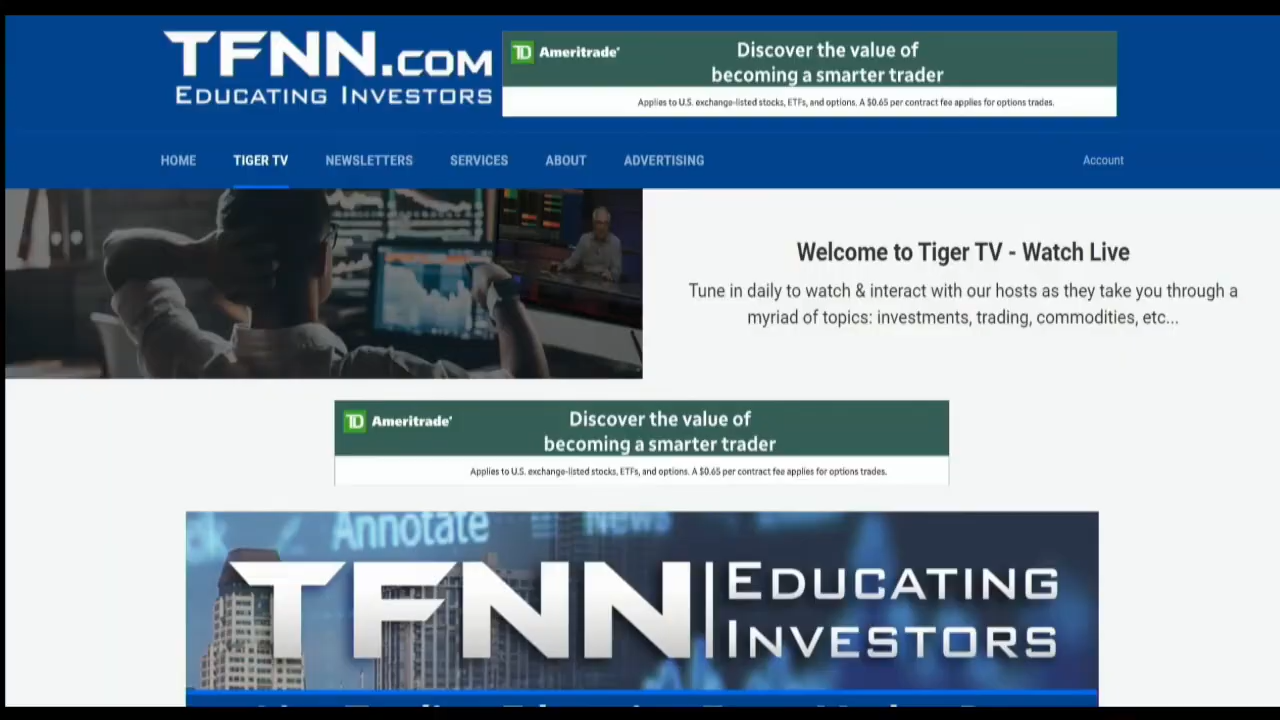 TFNN.COM
EDUCATING INVESTORS
TD Ameritrade
Discover the value of
becoming a smarter trader
Applies to U.S. exchange-listed stocks, ETFs, and options. A $0.65 per contract fee applies for options trades.
HOME TIGER TV NEWSLETTERS SERVICES ABOUT ADVERTISING Account
Welcome to Tiger TV - Watch Live
Tune in daily to watch & interact with our hosts as they take you through a
myriad of topics: investments, trading, commodities, etc...
TD Ameritrade
Discover the value of
becoming a smarter trader
Applies to U.S. exchange-listed stocks, ETFs, and options. A $0.65 per contract fee applies for options trades.
Annotate News
TFNN EDUCATING
INVESTORS